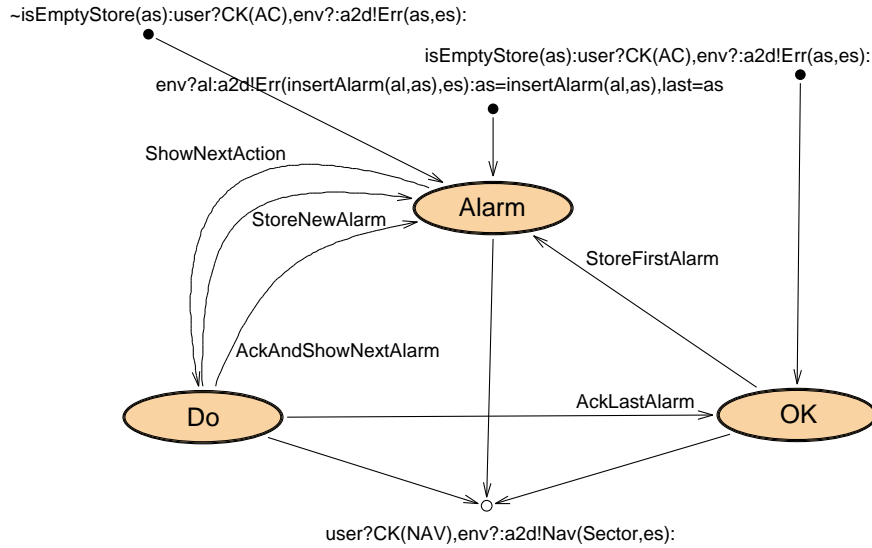 ~isEmptyStore(as):user?CK(AC),env?:a2d!Err(as,es):
isEmptyStore(as):user?CK(AC),env?:a2d!Err(as,es):
env?al:a2d!Err(insertAlarm(al,as),es):as=insertAlarm(al,as),last=as
ShowNextAction
Alarm
StoreNewAlarm
StoreFirstAlarm
AckAndShowNextAlarm
AckLastAlarm
Do
OK
user?CK(NAV),env?:a2d!Nav(Sector,es):